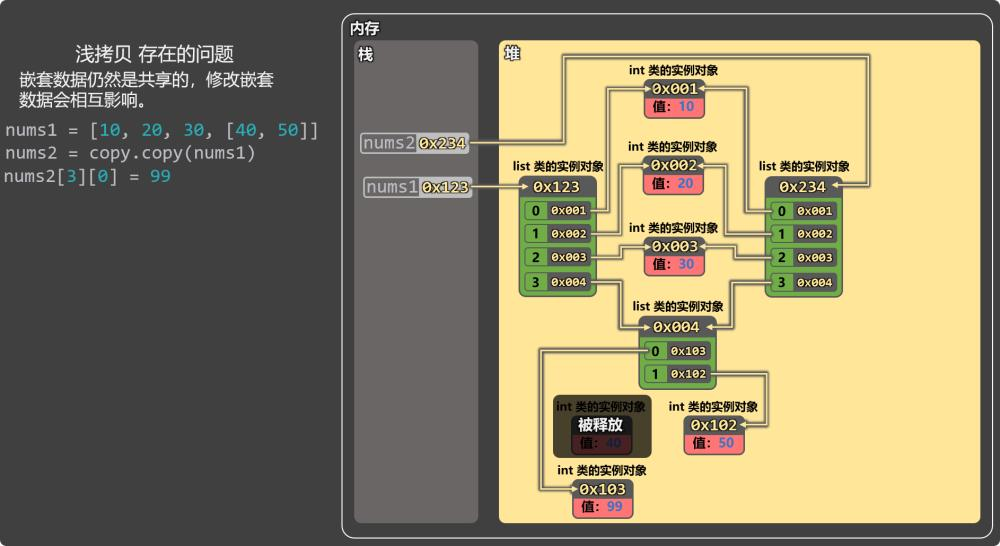 浅拷贝 存在的问题
嵌套数据仍然是共享的，修改嵌套
数据会相互影响。
nums1 = [10, 20, 30, [40, 50]]
nums2 = copy.copy(nums1)
nums2[3][0] = 99
内存
栈
nums2 0x234
nums1 0x123
堆
int 类的实例对象
0x001
值：10
int 类的实例对象
0x002
值：20
int 类的实例对象
0x003
值：30
list 类的实例对象
0x123
0 0x001
1 0x002
2 0x003
3 0x004
list 类的实例对象
0x234
0 0x001
1 0x002
2 0x003
3 0x004
list 类的实例对象
0x004
0 0x103
1 0x102
int 类的实例对象
被释放
值：40
int 类的实例对象
0x102
值：50
int 类的实例对象
0x103
值：99